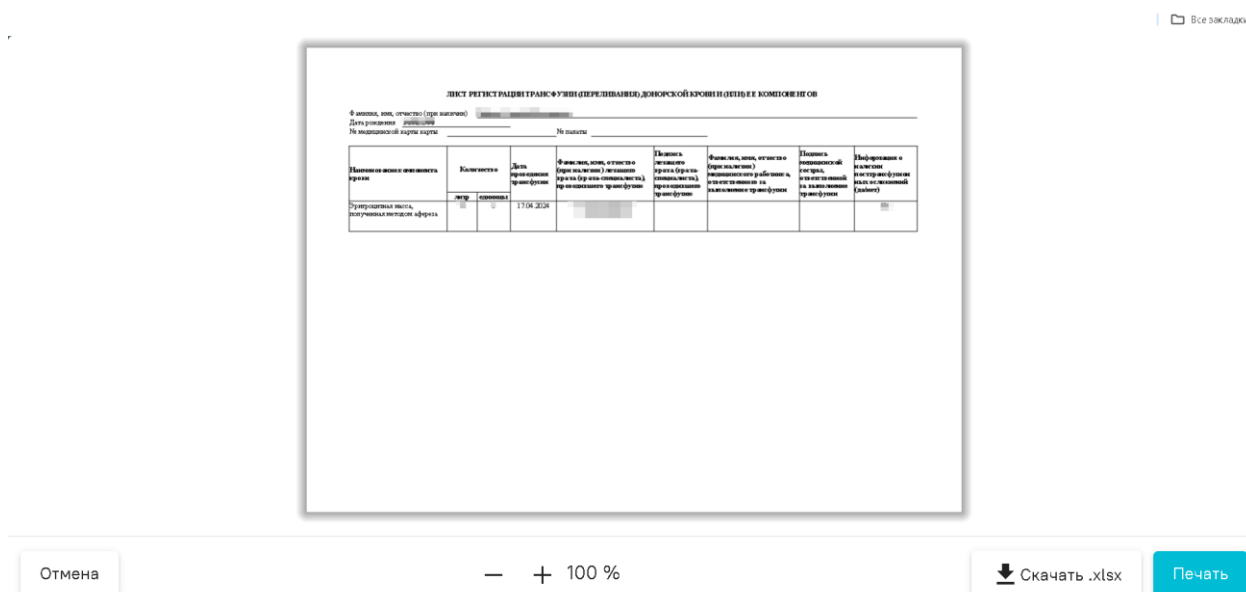 Все закладки
ЛИСТ РЕГИСТРАЦИИ ТРАНСФУЗИИ (ПЕРЕЛИВАНИЯ) ДОНОРСКОЙ КРОВИ И (ИЛИ) ЕЕ КОМПОНЕНТОВ
Фамилия, имя, отчество (при наличии)
Дата рождения
№ медицинской карты карты № палаты
Наименование компонента
крови
Количество
литр единицы
Дата
проведения
трансфузии
Фамилия, имя, отчество
(при наличии) лечащего
врача (врача-специалиста),
проводившего трансфузию
Подпись
лечащего
врача (врача-
специалиста),
проводившего
трансфузию
Фамилия, имя, отчество
(при наличии)
медицинского работника,
ответственного за
выполнение трансфузии
Подпись
медицинской
сестры,
ответственной
за выполнение
трансфузии
Информация о
наличии
посттрансфузион
ных осложнений
(да/нет)
Эритроцитная масса,
полученная методом афереза
17.04.2024
Отмена
— + 100 %
Скачать .xlsx
Печать